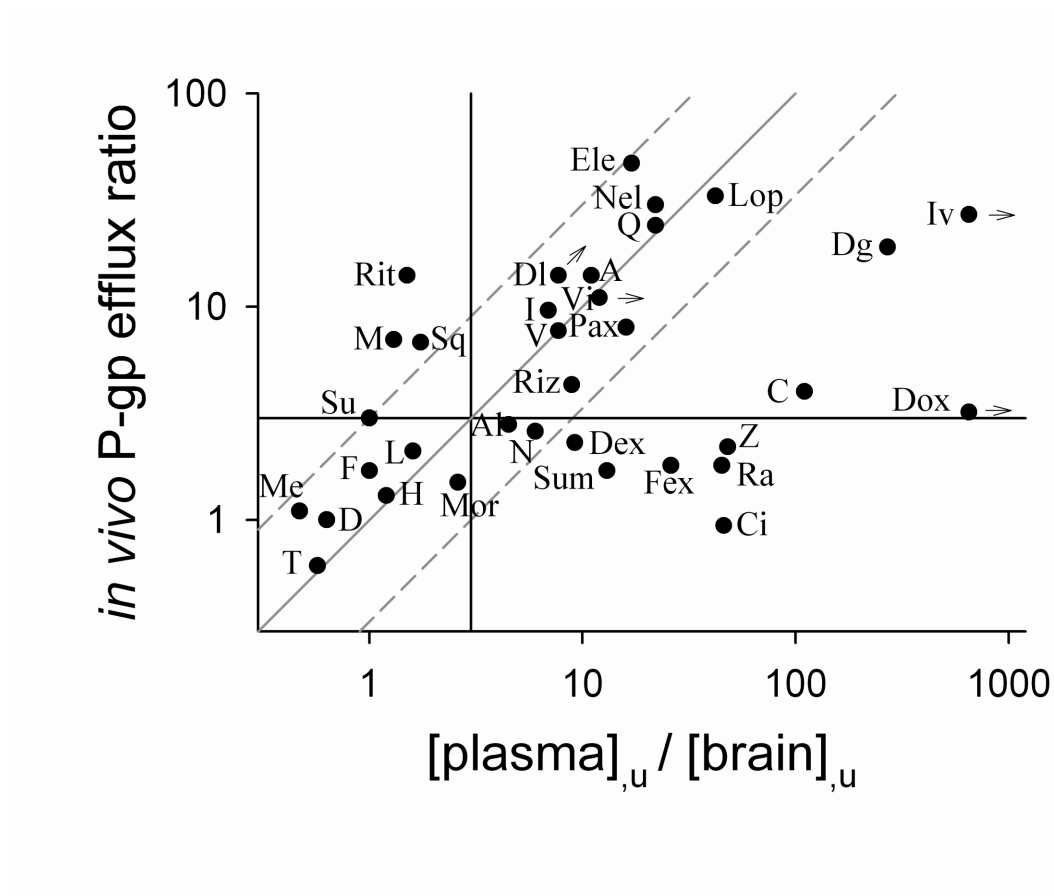 in vivo P-gp efflux ratio
100
10
1
Ele
Nel
Lop
Q
Iv
Dg
Rit
Dl
A
Vi
I
V
Pax
M
Sq
Riz
C
Dox
Su
Al
N
Dex
Z
L
F
Sum
Fex
Ra
Me
H
Mor
D
Ci
T
1
10
100
1000
[plasma],u / [brain],u